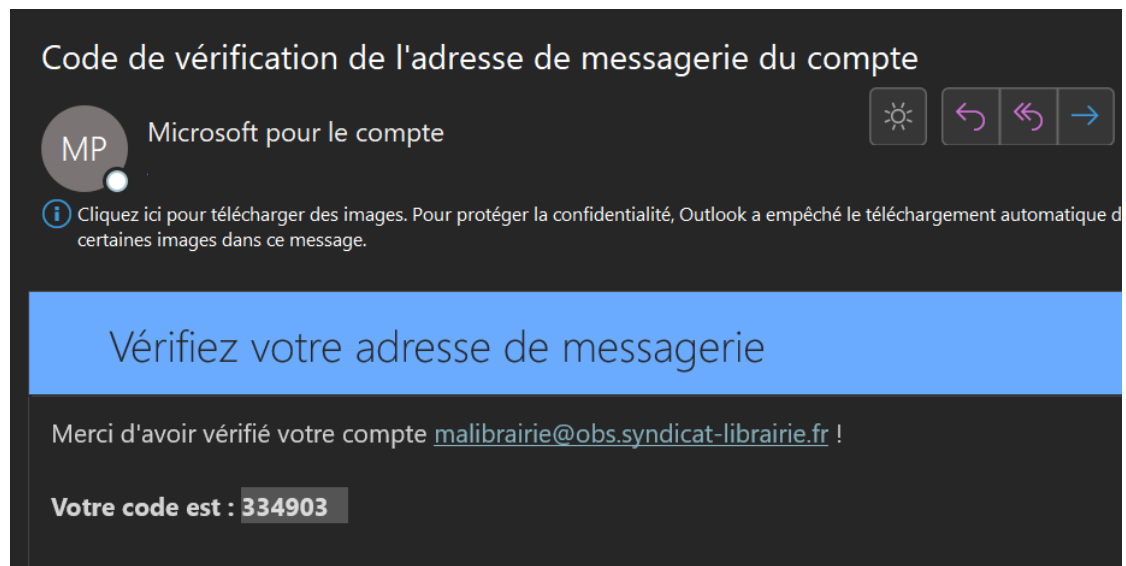 Code de vérification de l'adresse de messagerie du compte
MP
Microsoft pour le compte
Cliquez ici pour télécharger des images. Pour protéger la confidentialité, Outlook a empêché le téléchargement automatique d
certaines images dans ce message.
Vérifiez votre adresse de messagerie
Merci d'avoir vérifié votre compte malibrairie@obs.syndicat-librairie.fr !
Votre code est : 334903